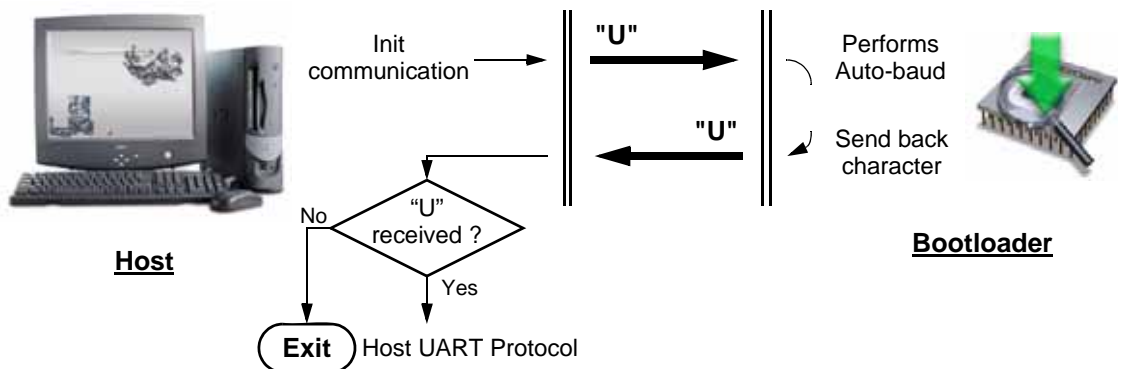 Init
communication
"U"
Performs
Auto-baud
"U"
Send back
character
"U"
received ?
No
Yes
Host
Bootloader
Exit
Host UART Protocol